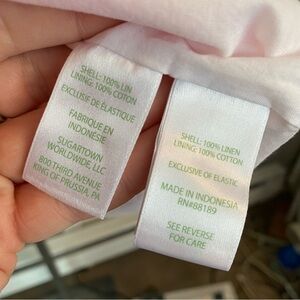 SHELL: 100% LIN
LINING: 100% COTON
EXCLUSIF DE ELASTIQUE
FABRIQUE EN
INDONÉSIE
SUGARTOWN
WORLDWIDE, LLC
800 THIRD AVENUE
KING OF PRUSSIA, PA
SHELL: 100% LINEN
LINING: 100% COTTON
EXCLUSIVE OF ELASTIC
MADE IN INDONESIA
RN#88189
SEE REVERSE
FOR CARE